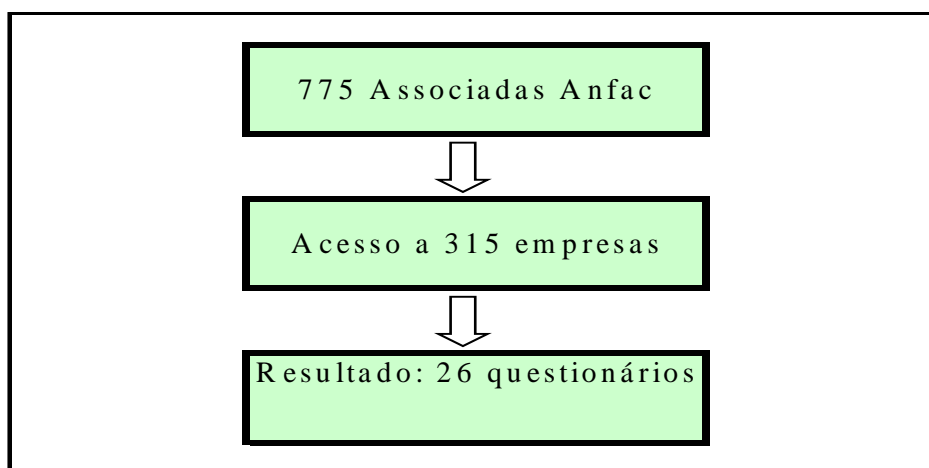 775 Associadas Anfac
Acesso a 315 empresas
Resultado: 26 questionários